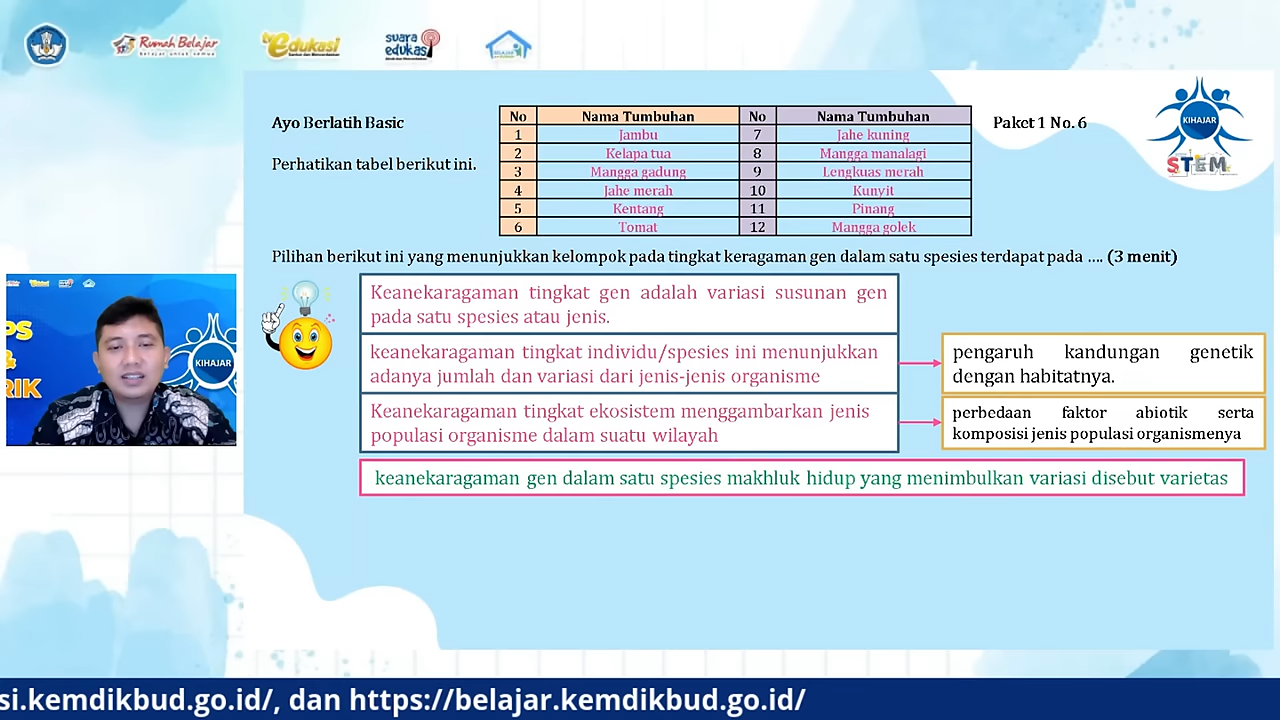 Rumah Belajar
Belajar untuk semua
tv edukasi
suara
edukasi
Ayo Berlatih Basic
Perhatikan tabel berikut ini.
No Nama Tumbuhan No Nama Tumbuhan
1 Jambu 7 Jahe kuning
2 Kelapa tua 8 Mangga manalagi
3 Mangga gadung 9 Lengkuas merah
4 Jahe merah 10 Kunyit
5 Kentang 11 Pinang
6 Tomat 12 Mangga golek
Paket 1 No. 6
KIHAJAR
STEM
Pilihan berikut ini yang menunjukkan kelompok pada tingkat keragaman gen dalam satu spesies terdapat pada .... (3 menit)
Keanekaragaman tingkat gen adalah variasi susunan gen
pada satu spesies atau jenis.
keanekaragaman tingkat individu/spesies ini menunjukkan
adanya jumlah dan variasi dari jenis-jenis organisme
pengaruh kandungan genetik
dengan habitatnya.
Keanekaragaman tingkat ekosistem menggambarkan jenis
populasi organisme dalam suatu wilayah
perbedaan faktor abiotik serta
komposisi jenis populasi organismenya
keanekaragaman gen dalam satu spesies makhluk hidup yang menimbulkan variasi disebut varietas
PS
&
RIK
KIHAJAR
si.kemdikbud.go.id/, dan https://belajar.kemdikbud.go.id/